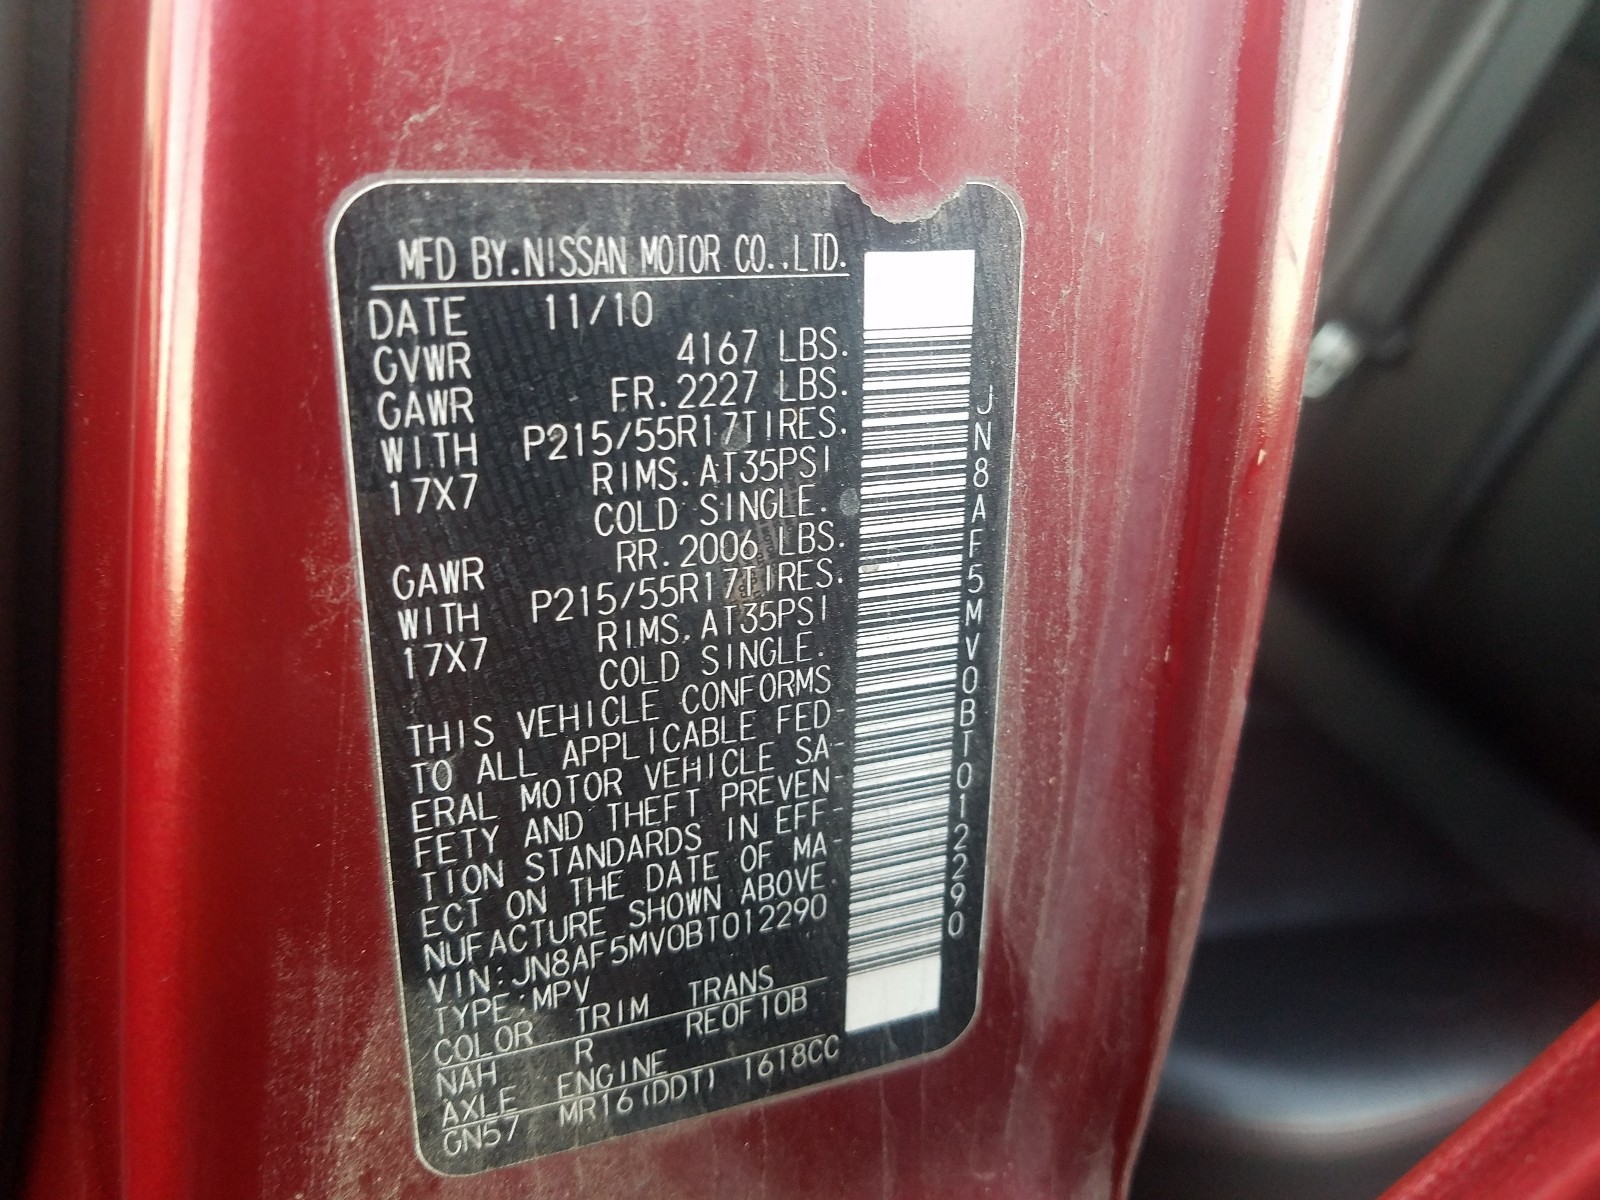 MFD BY.NISSAN MOTOR CO.,LTD.
DATE 11/10
GVWR 4167 LBS.
GAWR FR.2227 LBS.
WITH P215/55R17TIRES.
17X7 RIMS.AT35PSI
COLD SINGLE.
GAWR RR.2006 LBS.
WITH P215/55R17TIRES.
17X7 RIMS.AT35PSI
COLD SINGLE.
THIS VEHICLE CONFORMS
TO ALL APPLICABLE FED-
ERAL MOTOR VEHICLE SA-
FETY AND THEFT PREVEN-
TION STANDARDS IN EFF-
ECT ON THE DATE OF MA-
NUFACTURE SHOWN ABOVE.
VIN:JN8AF5MV0BT012290
TYPE:MPV
COLOR TRIM TRANS
NAH R RE0F10B
AXLE ENGINE
GN57 MR16(DDT) 1618CC
JN8AF5MV0BT012290